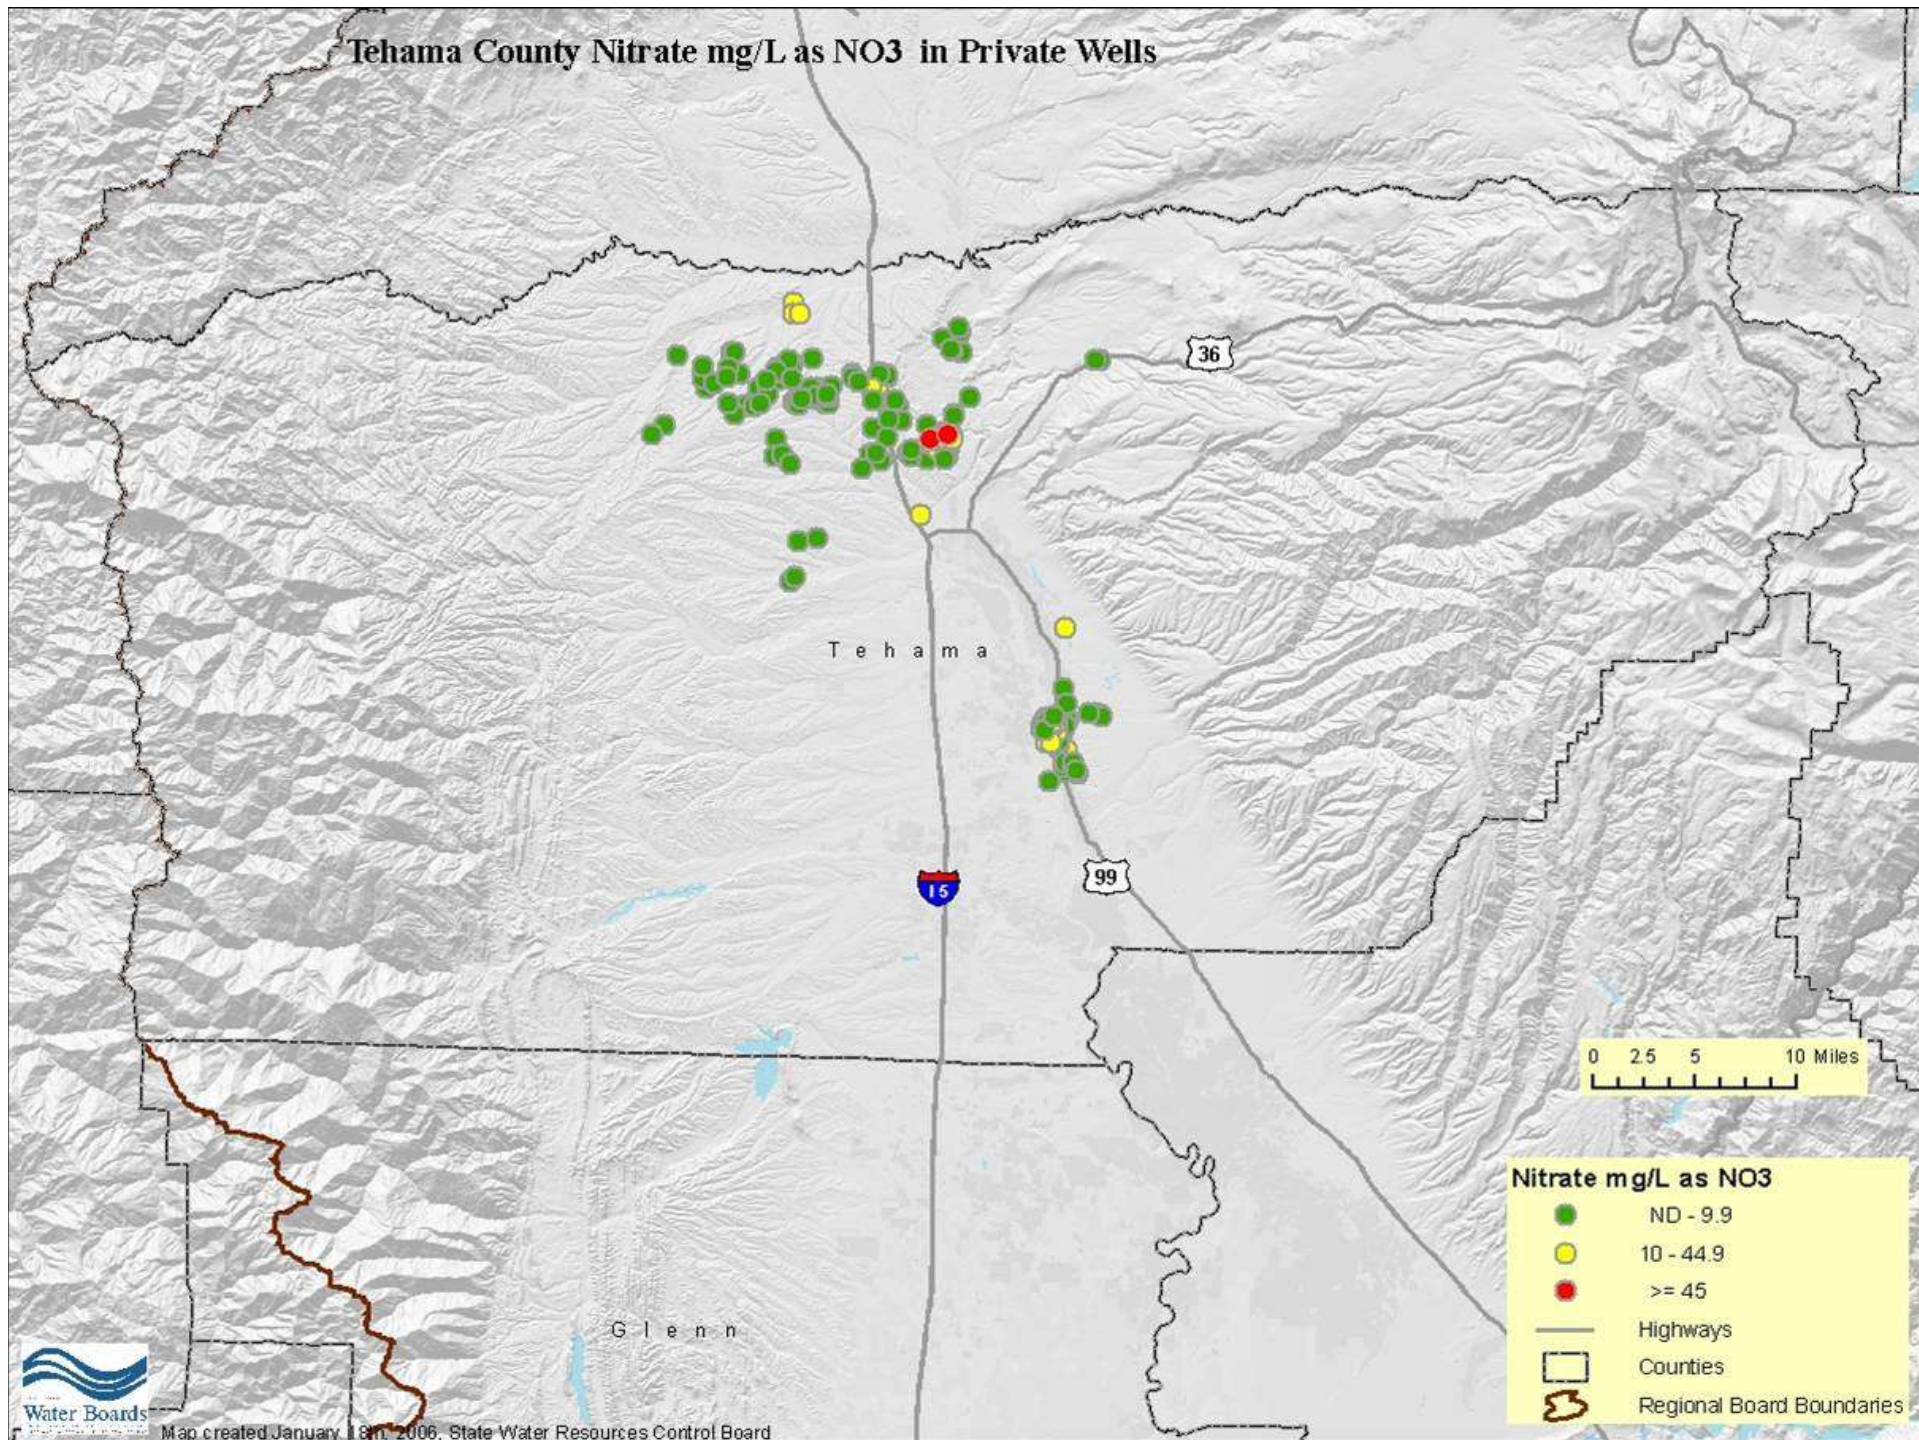 Tehama County Nitrate mg/L as NO3 in Private Wells
36
Tehama
15
99
0 2.5 5 10 Miles
Nitrate mg/L as NO3
ND - 9.9
10 - 44.9
>= 45
Highways
Counties
Regional Board Boundaries
Glenn
Water Boards
Map created January 18th, 2006, State Water Resources Control Board